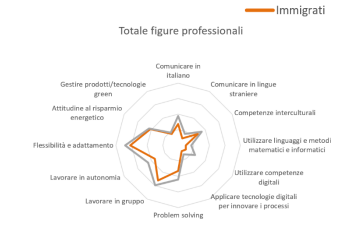 Immigrati
Totale figure professionali
Comunicare in
italiano
Gestire prodotti/tecnologie
green
Comunicare in lingue
straniere
Attitudine al risparmio
energetico
Competenze interculturali
Flessibilità e adattamento
Utilizzare linguaggi e metodi
matematici e informatici
Lavorare in autonomia
Utilizzare competenze
digitali
Lavorare in gruppo
Applicare tecnologie digitali
per innovare i processi
Problem solving